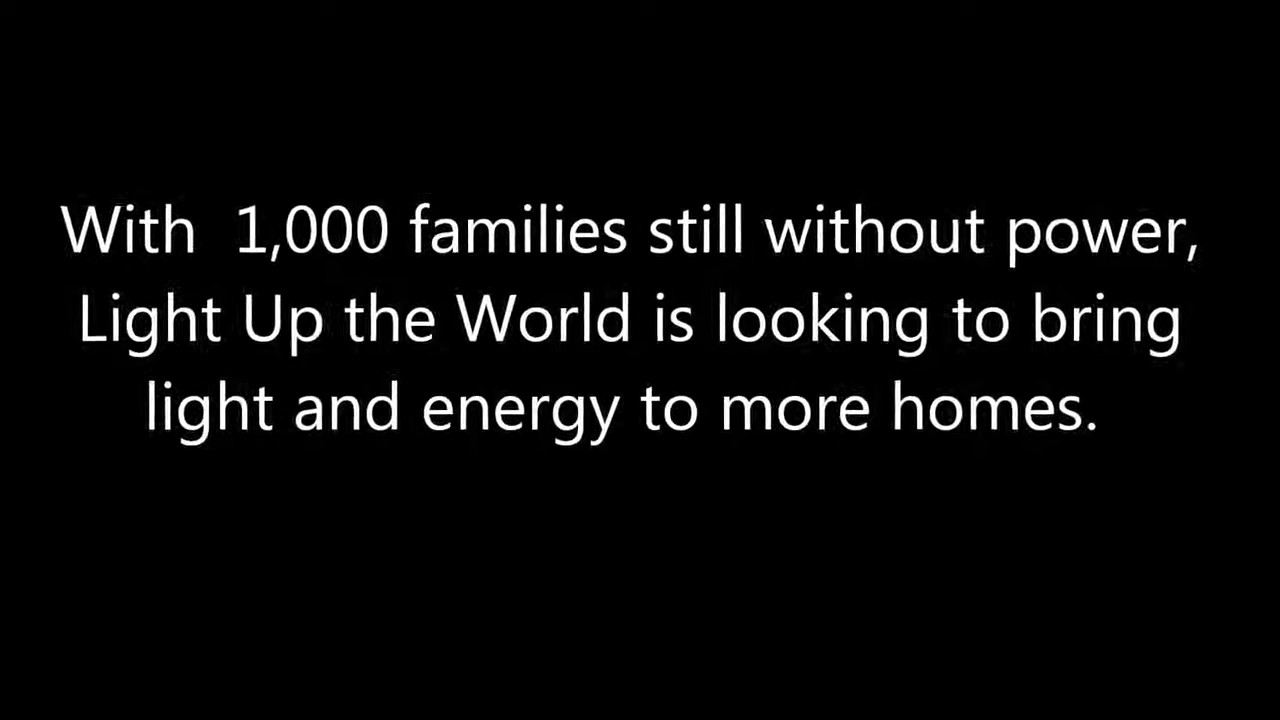 With  1,000 families still without power,
Light Up the World is looking to bring
light and energy to more homes.